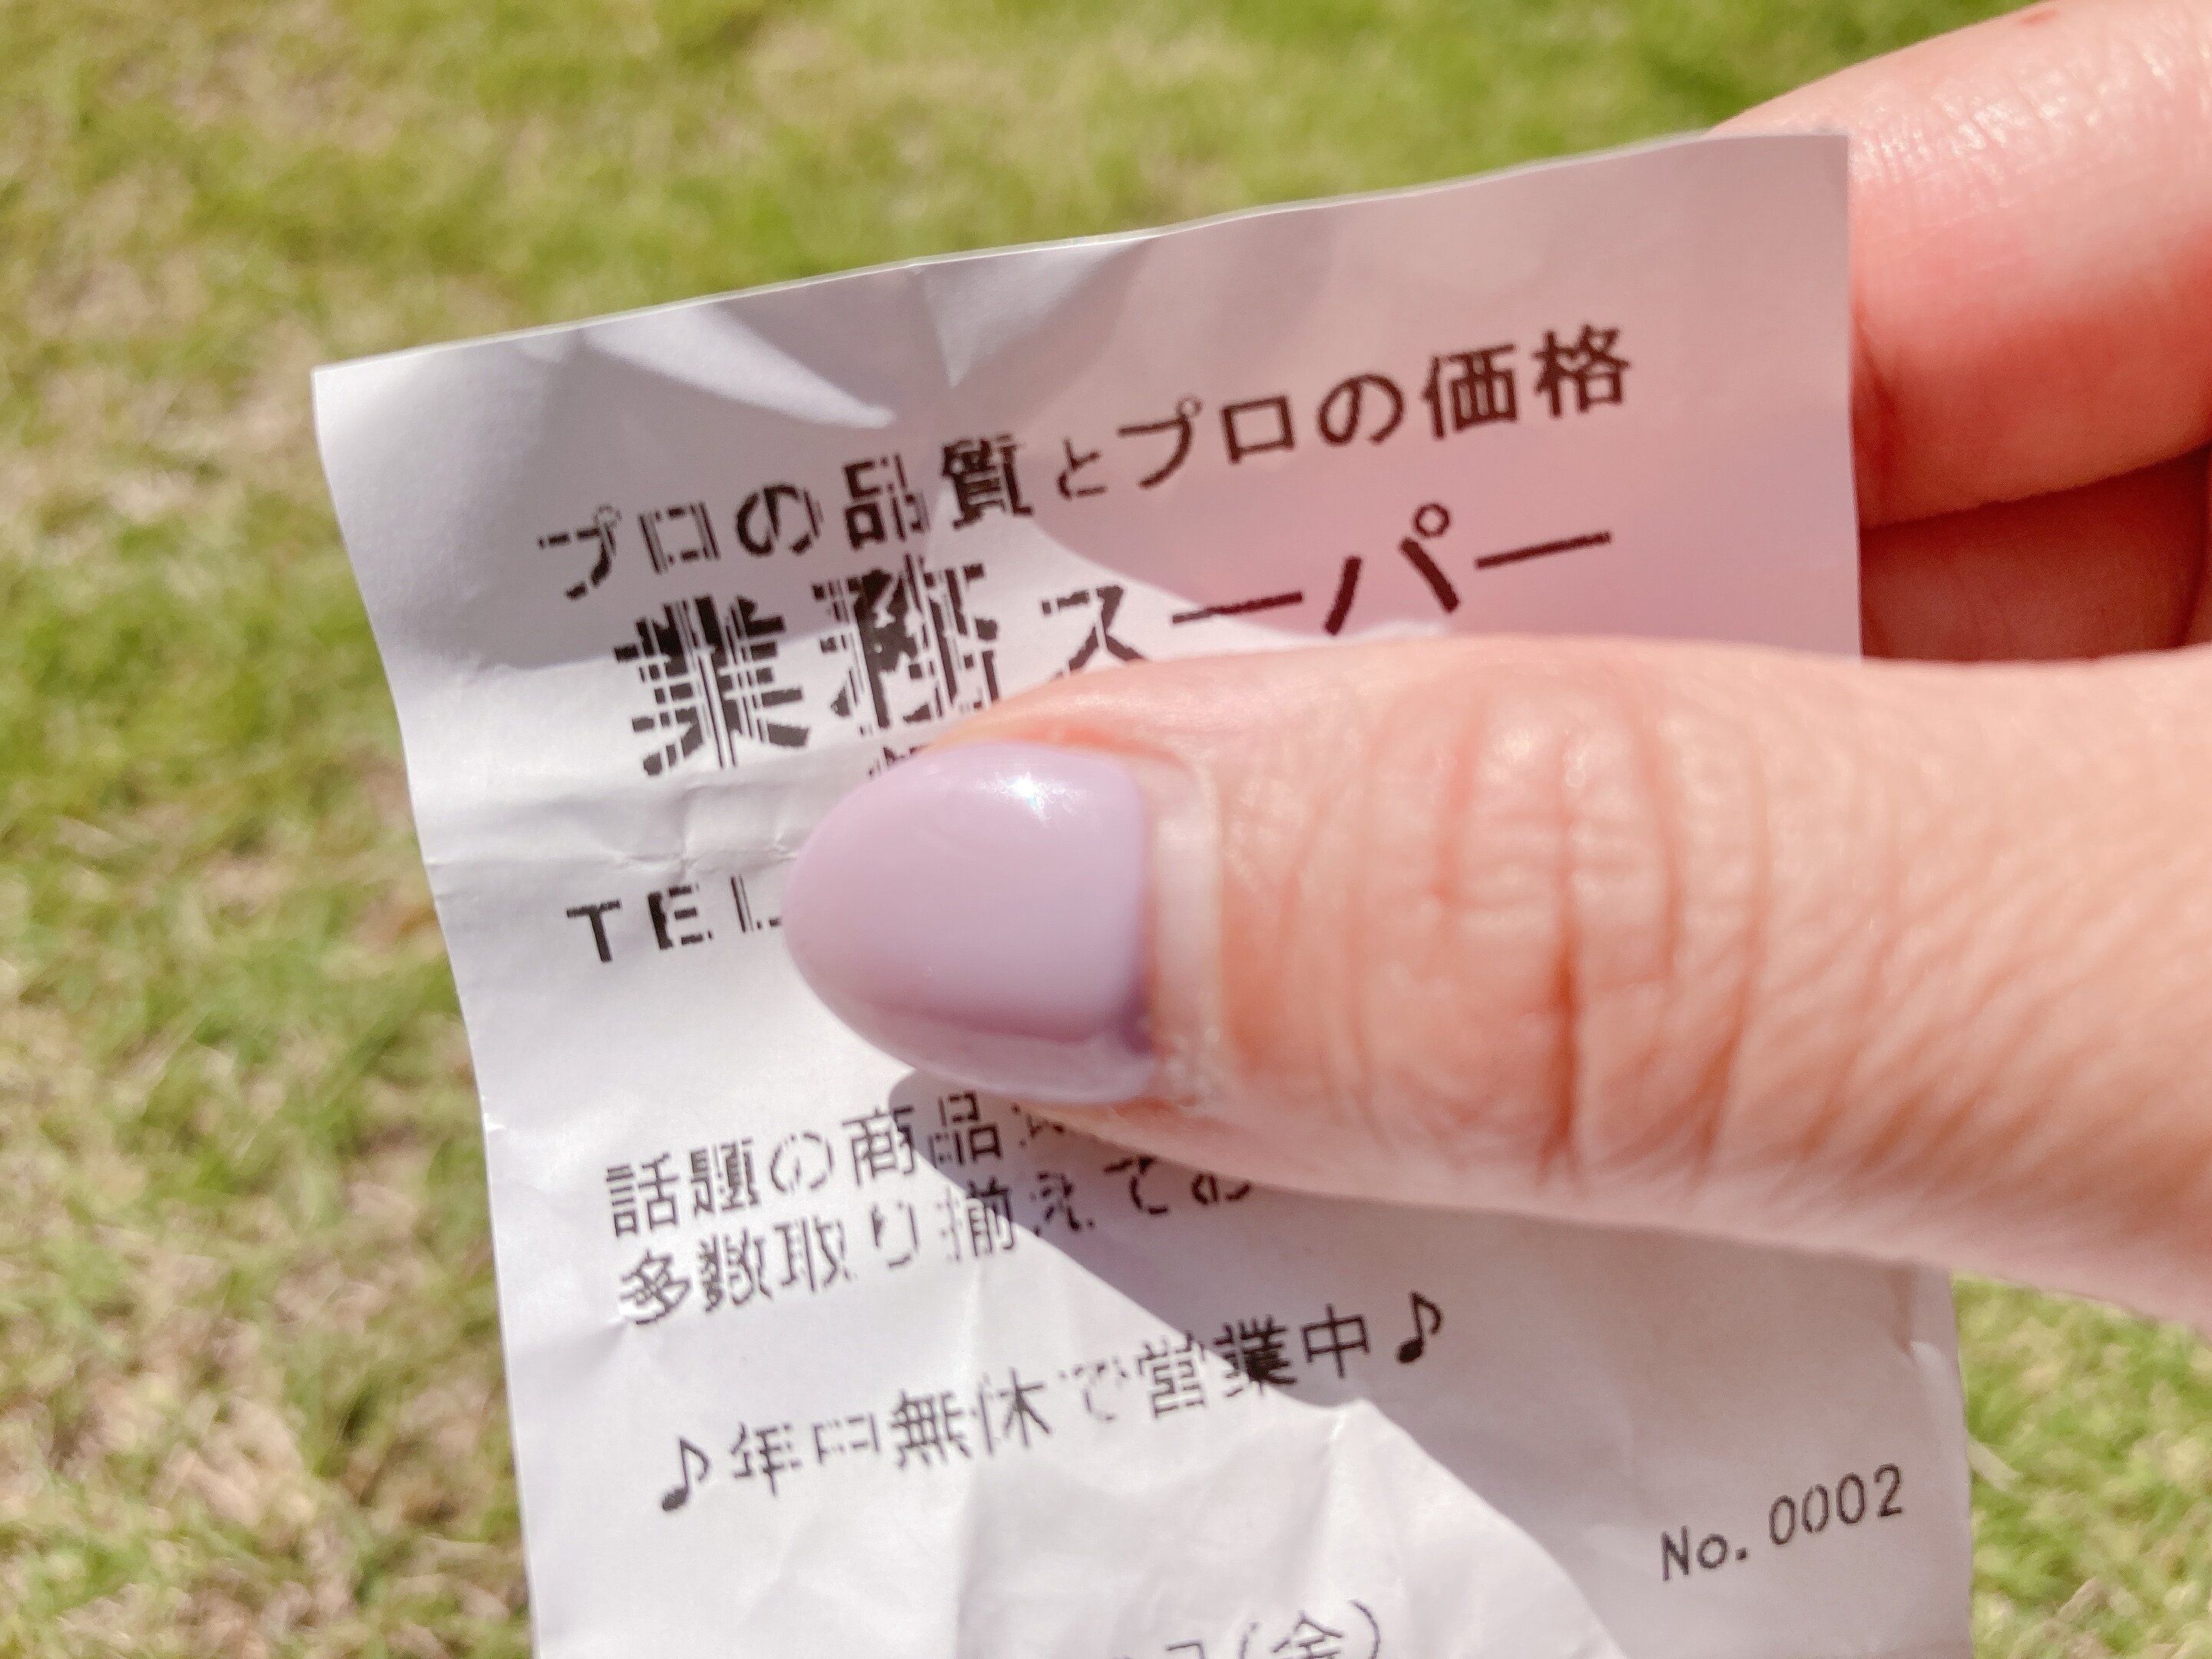 プロの品質とプロの価格
業務スーパー
TEL
話題の商品
多数取り揃えてお
♪年中無休で営業中♪
No.0002
(金)